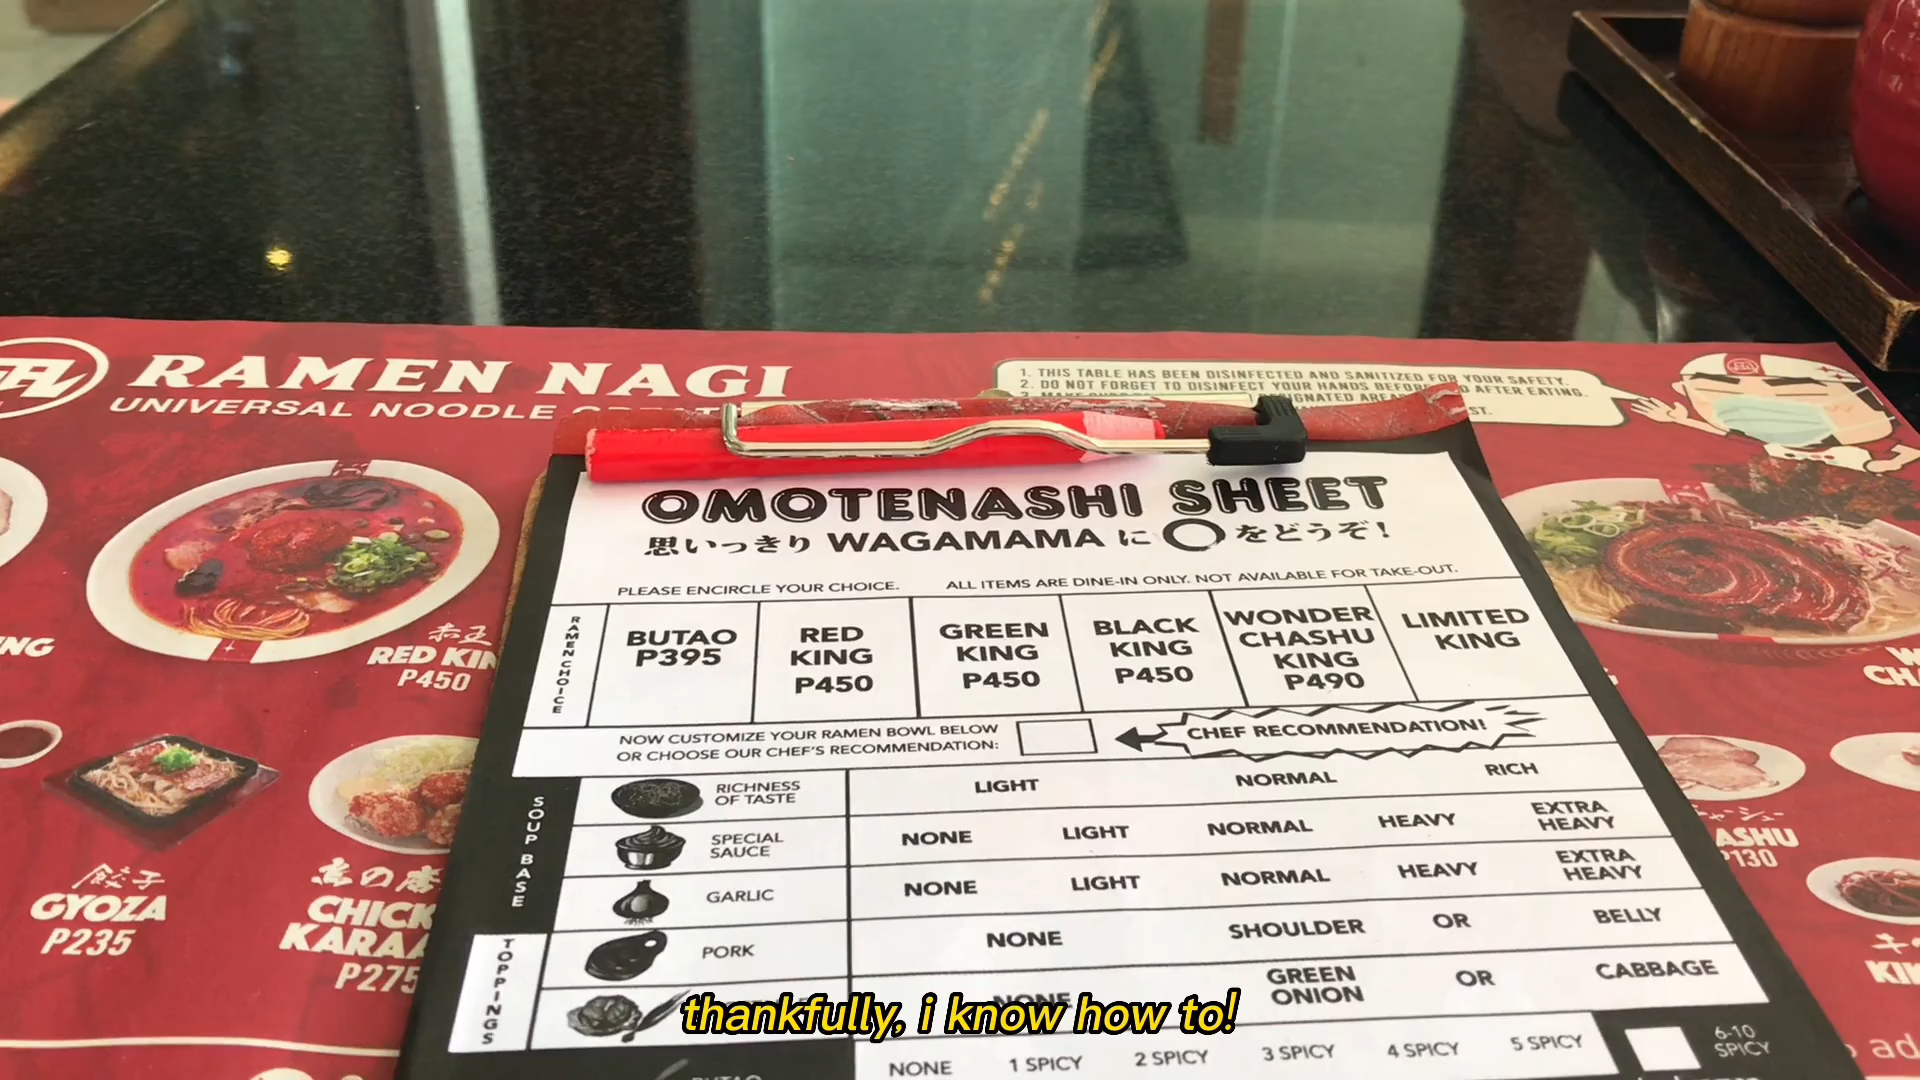 RAMEN NAGI
UNIVERSAL NOODLE
1. THIS TABLE HAS BEEN DISINFECTED AND SANITIZED FOR YOUR SAFETY.
2. DO NOT FORGET TO DISINFECT YOUR HANDS BEFORE AND AFTER EATING.
OMOTENASHI SHEET
思いっきり WAGAMAMA に ○ をどうぞ!
PLEASE ENCIRCLE YOUR CHOICE. ALL ITEMS ARE DINE-IN ONLY. NOT AVAILABLE FOR TAKE-OUT.
RAMEN CHOICE
BUTAO
P395
RED
KING
P450
GREEN
KING
P450
BLACK
KING
P450
WONDER
CHASHU
KING
P490
LIMITED
KING
NOW CUSTOMIZE YOUR RAMEN BOWL BELOW
OR CHOOSE OUR CHEF'S RECOMMENDATION:
CHEF RECOMMENDATION!
SOUP BASE
RICHNESS
OF TASTE
LIGHT NORMAL RICH
SPECIAL
SAUCE
NONE LIGHT NORMAL HEAVY EXTRA HEAVY
GARLIC
NONE LIGHT NORMAL HEAVY EXTRA HEAVY
TOPPINGS
PORK
NONE SHOULDER OR BELLY
NONE GREEN ONION OR CABBAGE
NONE 1 SPICY 2 SPICY 3 SPICY 4 SPICY 5 SPICY
6-10
SPICY
赤王
RED KIN
P450
餃子
GYOZA
P235
CHICK
KARAA
P275
ASHU
P130
thankfully, i know how to!